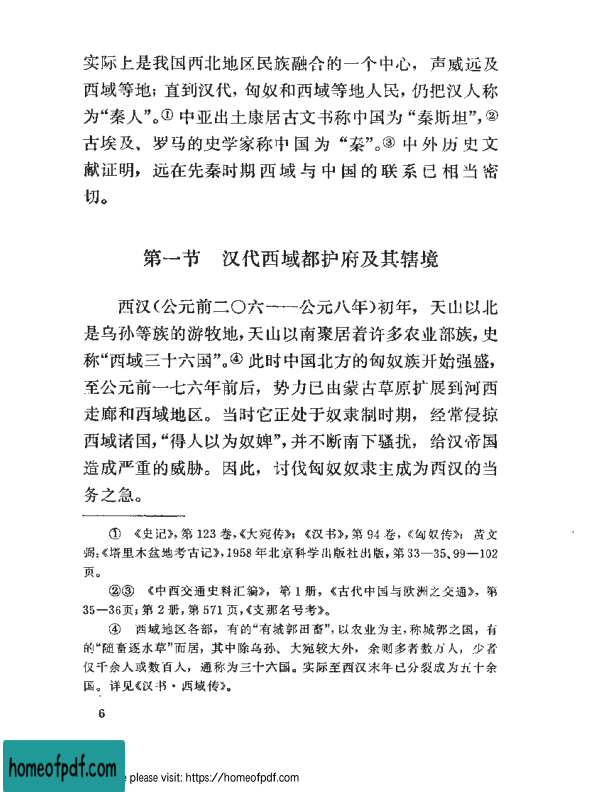 实际上是我国西北地区民族融合的一个中心，声威远及
西域等地；直到汉代，匈奴和西域等地人民，仍把汉人称
为“秦人”。① 中亚出土康居古文书称中国为“秦斯坦”，②
古埃及、罗马的史学家称中国为“秦”。③ 中外历史文
献证明，远在先秦时期西域与中国的联系已相当密
切。
第一节 汉代西域都护府及其辖境
西汉（公元前二〇六——公元八年）初年，天山以北
是乌孙等族的游牧地，天山以南聚居着许多农业部族，史
称“西域三十六国”。④ 此时中国北方的匈奴族开始强盛，
至公元前一七六年前后，势力已由蒙古草原扩展到河西
走廊和西域地区。当时它正处于奴隶制时期，经常侵掠
西域诸国，“得人以为奴婢”，并不断南下骚扰，给汉帝国
造成严重的威胁。因此，讨伐匈奴奴隶主成为西汉的当
务之急。
① 《史记》，第 123 卷，《大宛传》；《汉书》，第 94 卷，《匈奴传》；黄文
弼：《塔里木盆地考古记》，1958 年北京科学出版社出版，第 33—35、99—102
页。
②③ 《中西交通史料汇编》，第 1 册，《古代中国与欧洲之交通》，第
35—36页；第 2 册，第 571 页，《支那名号考》。
④ 西域地区各部，有的“有城郭田畜”，以农业为主，称城郭之国，有
的“随畜逐水草”而居，其中除乌孙、大宛较大外，余则多者数万人，少者
仅千余人或数百人，通称为三十六国。实际至西汉末年已分裂成为五十余
国。详见《汉书·西域传》。
6
homeofpdf.com
e please visit: https://homeofpdf.com